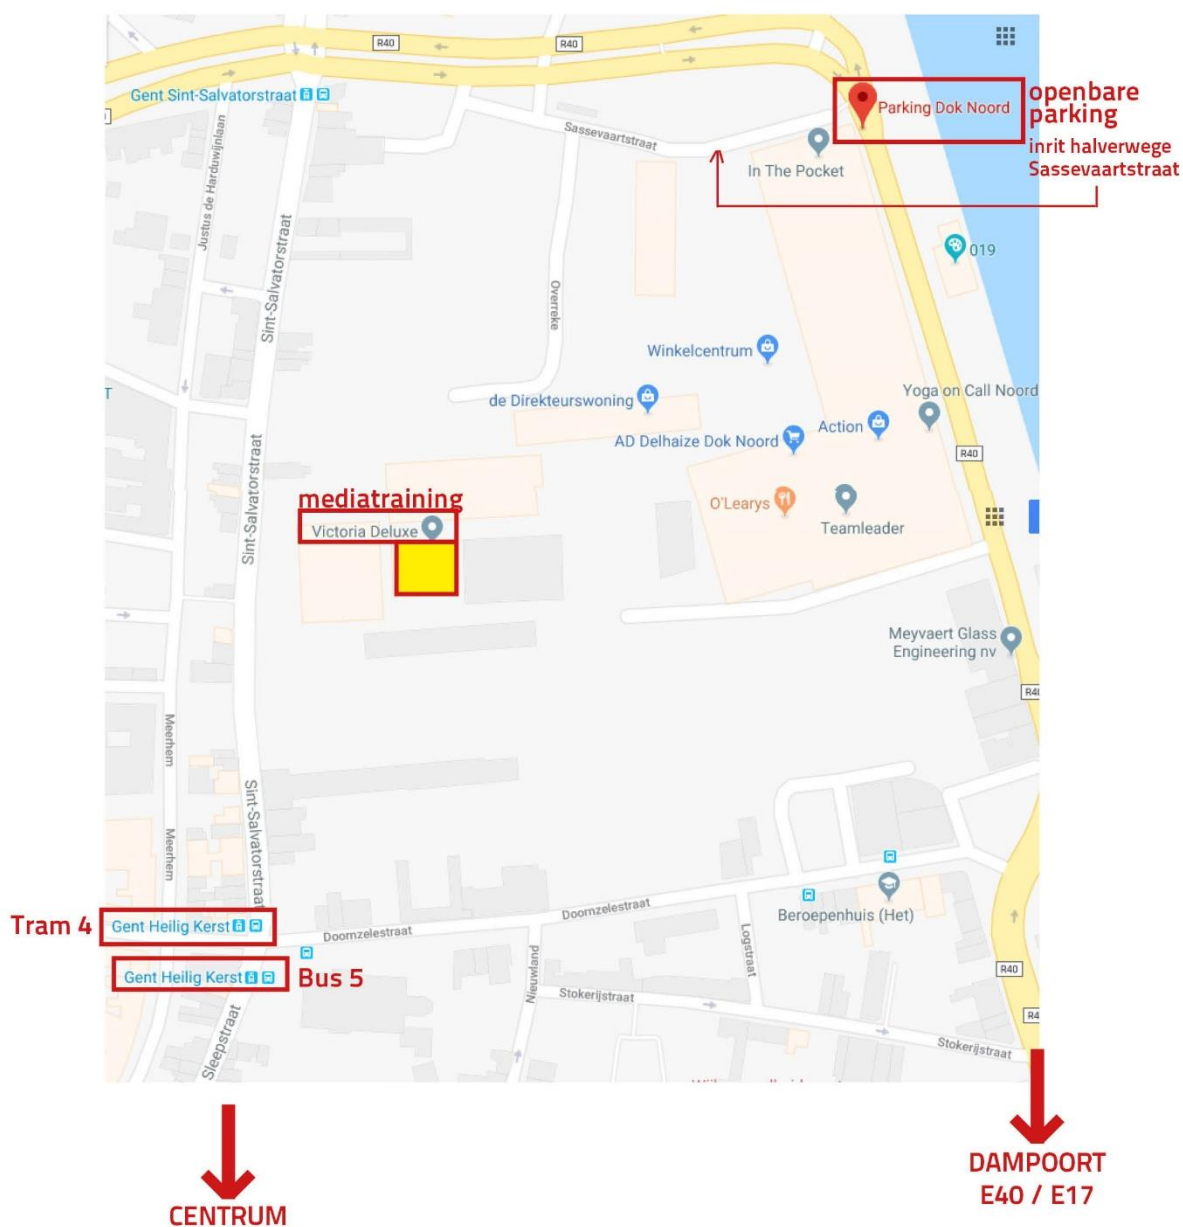 R40
R40
Gent Sint-Salvatorstraat
Parking Dok Noord
openbare
parking
inrit halverwege
Sassevaartstraat
Sassevaartstraat
In The Pocket
Justus de Harduwijnlaan
Sint-Salvatorstraat
019
Overreke
Winkelcentrum
T
de Direkteurswoning
Yoga on Call Noord
Action
AD Delhaize Dok Noord
R40
Sint-Salvatorstraat
mediatraining
O'Learys
Victoria Deluxe
Teamleader
Meyvaert Glass
Engineering nv
R40
Meerhem
Sint-Salvatorstraat
Meerhem
Beroepenhuis (Het)
Doornzelestraat
Tram 4
Gent Heilig Kerst
Doornzelestraat
Logstraat
Gent Heilig Kerst
Bus 5
Nieuwland
R40
Stokerijstraat
Sleepstraat
R4
Stokerijstraat
DAMPOORT
E40 / E17
CENTRUM